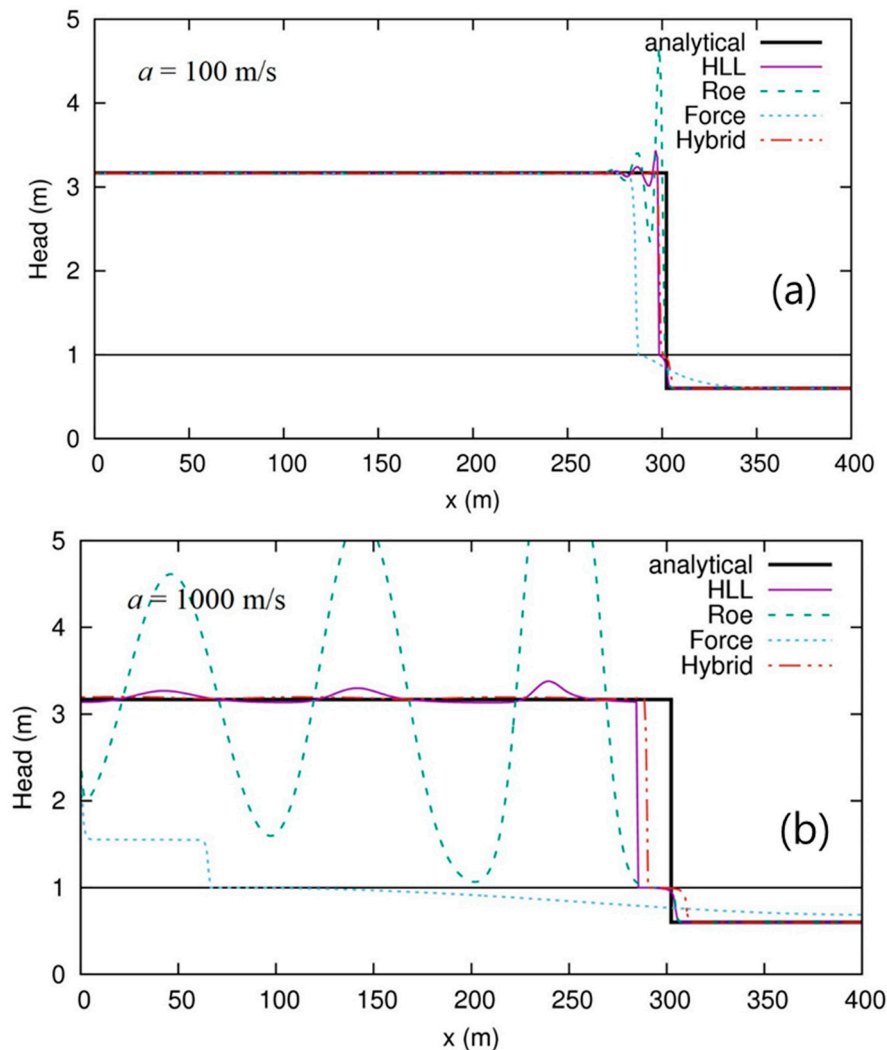 5
4
3
2
1
0
Head (m)
a = 100 m/s
analytical
HLL
Roe
Force
Hybrid
(a)
0 50 100 150 200 250 300 350 400
x (m)
5
4
3
2
1
0
Head (m)
a = 1000 m/s
analytical
HLL
Roe
Force
Hybrid
(b)
0 50 100 150 200 250 300 350 400
x (m)